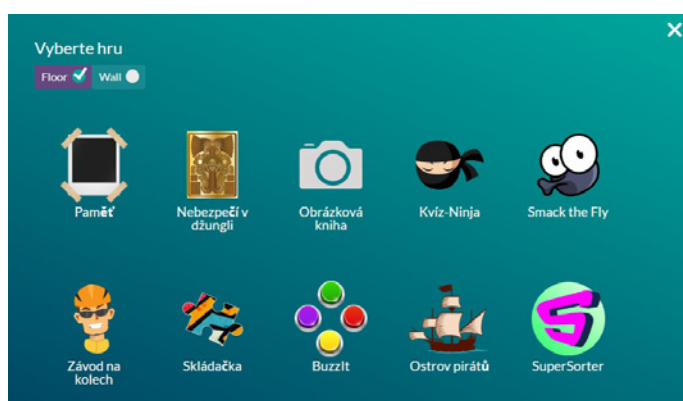 Vyberte hru
Floor Wall
Paměť
Nebezpečí v
džungli
Obrázková
kniha
Kvíz-Ninja
Smack the Fly
Závod na
kolech
Skládačka
BuzzIt
Ostrov pirátů
SuperSorter